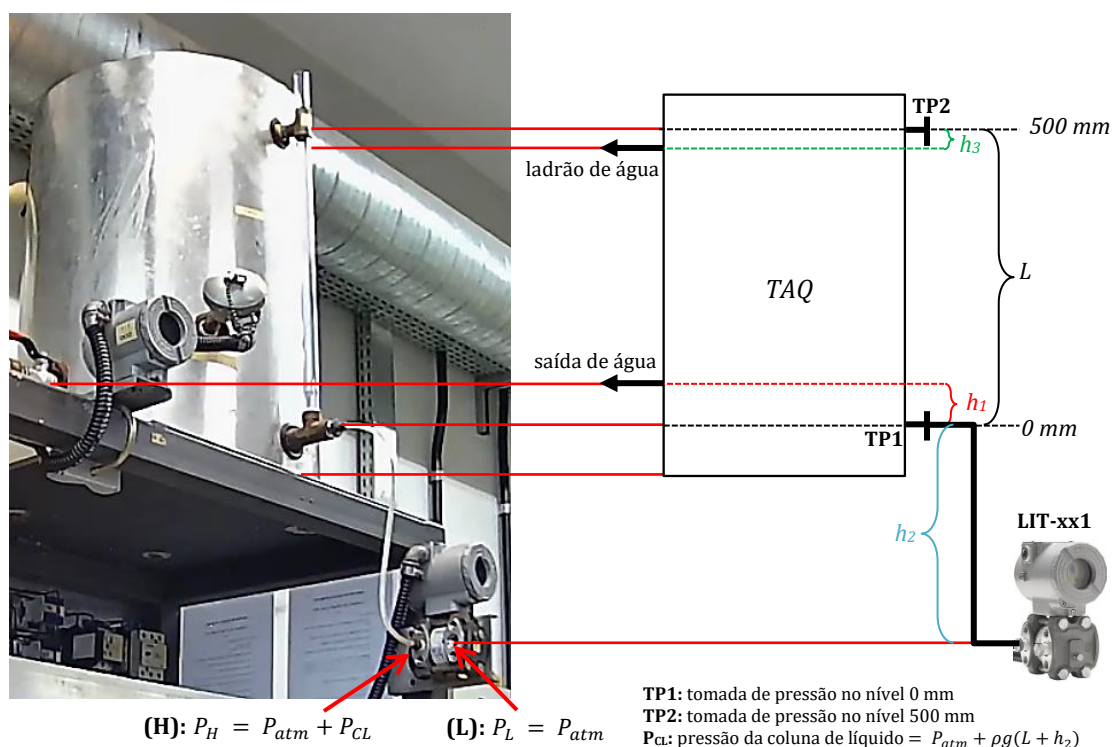 TP2
500 mm
h₃
ladrão de água
L
TAQ
saída de água
h₁
TP1
0 mm
LIT-xx1
h₂
TP1: tomada de pressão no nível 0 mm
TP2: tomada de pressão no nível 500 mm
(H): P_H = P_atm + P_CL (L): P_L = P_atm
P_CL: pressão da coluna de líquido = P_atm + ρg(L + h₂)